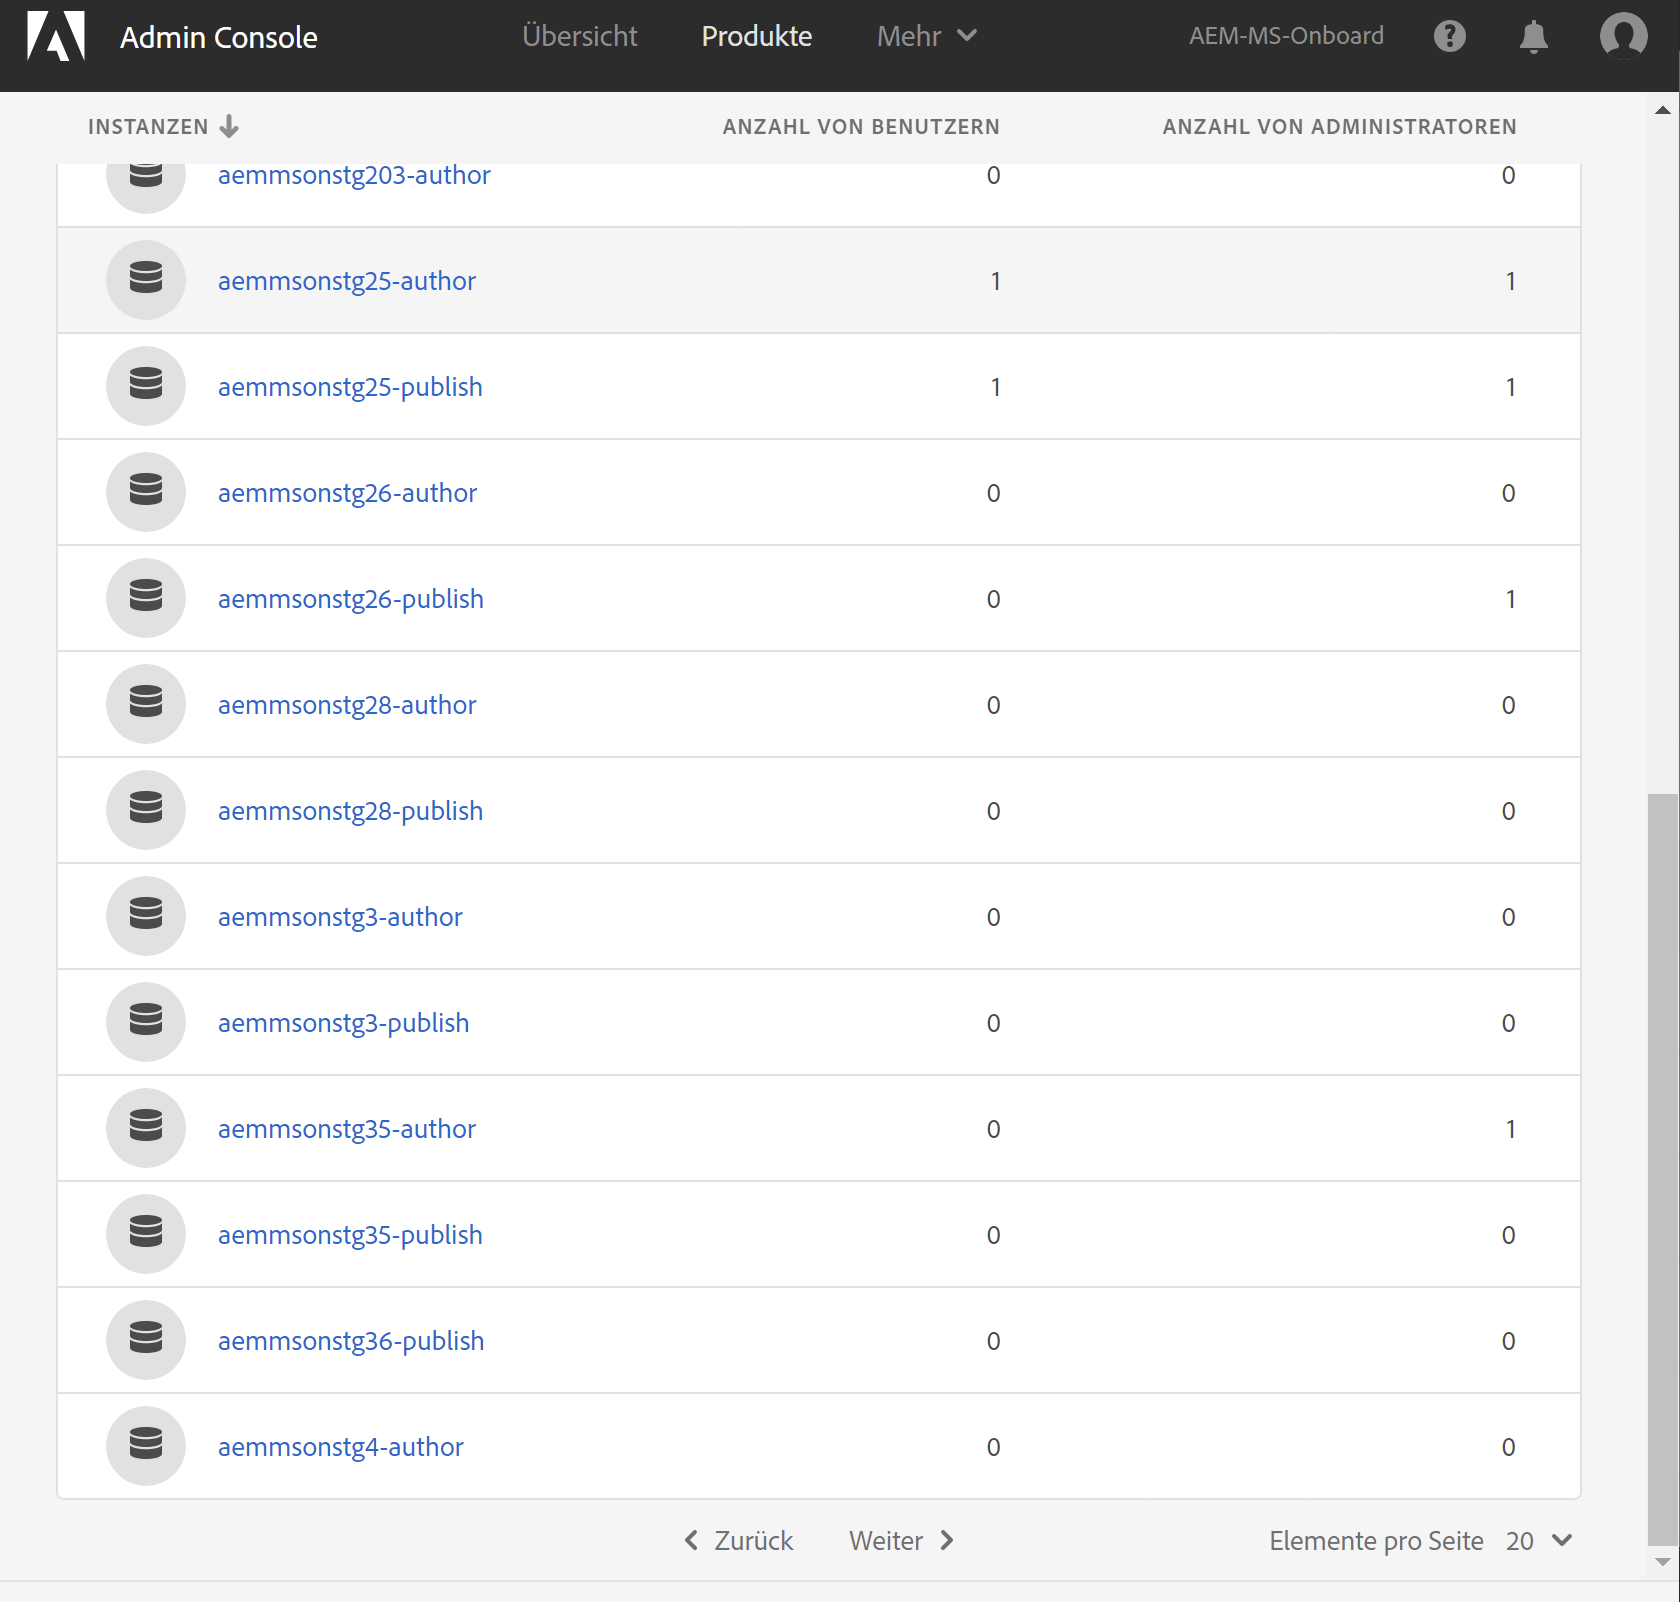 Admin Console Übersicht Produkte Mehr AEM-MS-Onboard ?
INSTANZEN ANZAHL VON BENUTZERN ANZAHL VON ADMINISTRATOREN
aemmsonstg203-author 0 0
aemmsonstg25-author 1 1
aemmsonstg25-publish 1 1
aemmsonstg26-author 0 0
aemmsonstg26-publish 0 1
aemmsonstg28-author 0 0
aemmsonstg28-publish 0 0
aemmsonstg3-author 0 0
aemmsonstg3-publish 0 0
aemmsonstg35-author 0 1
aemmsonstg35-publish 0 0
aemmsonstg36-publish 0 0
aemmsonstg4-author 0 0
Zurück Weiter Elemente pro Seite 20